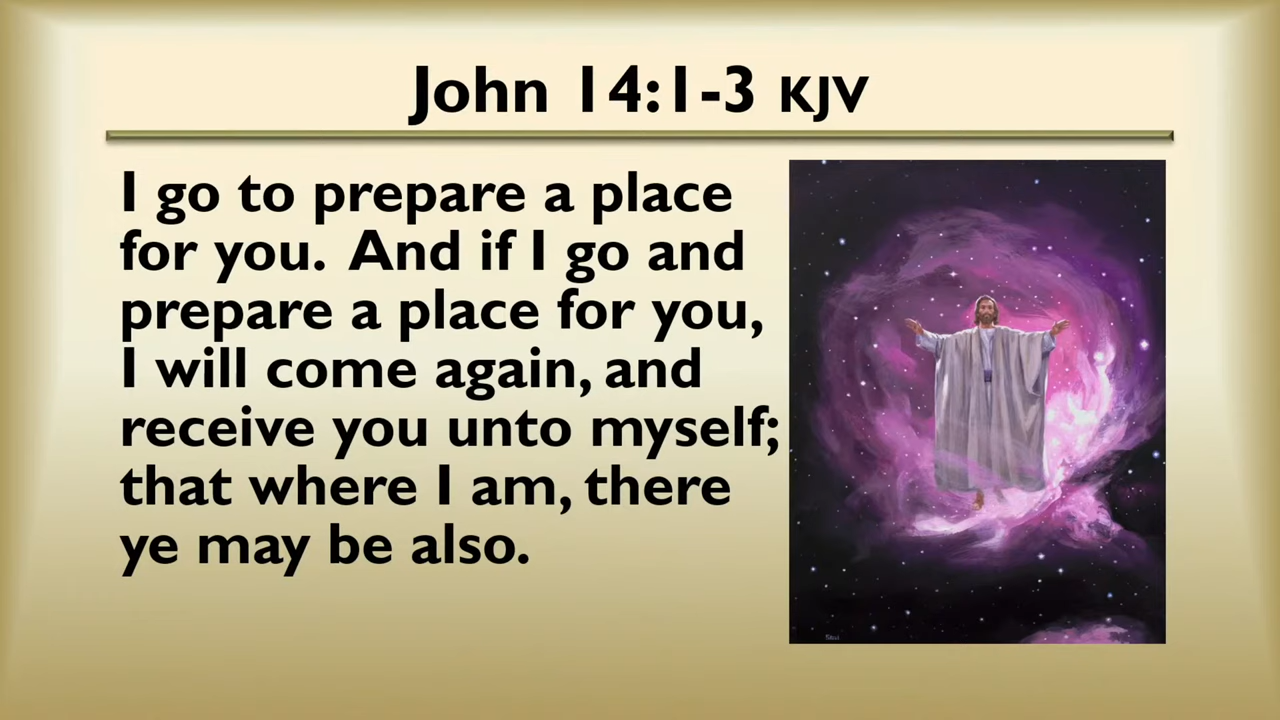 John 14:1-3 KJV
I go to prepare a place
for you. And if I go and
prepare a place for you,
I will come again, and
receive you unto myself;
that where I am, there
ye may be also.